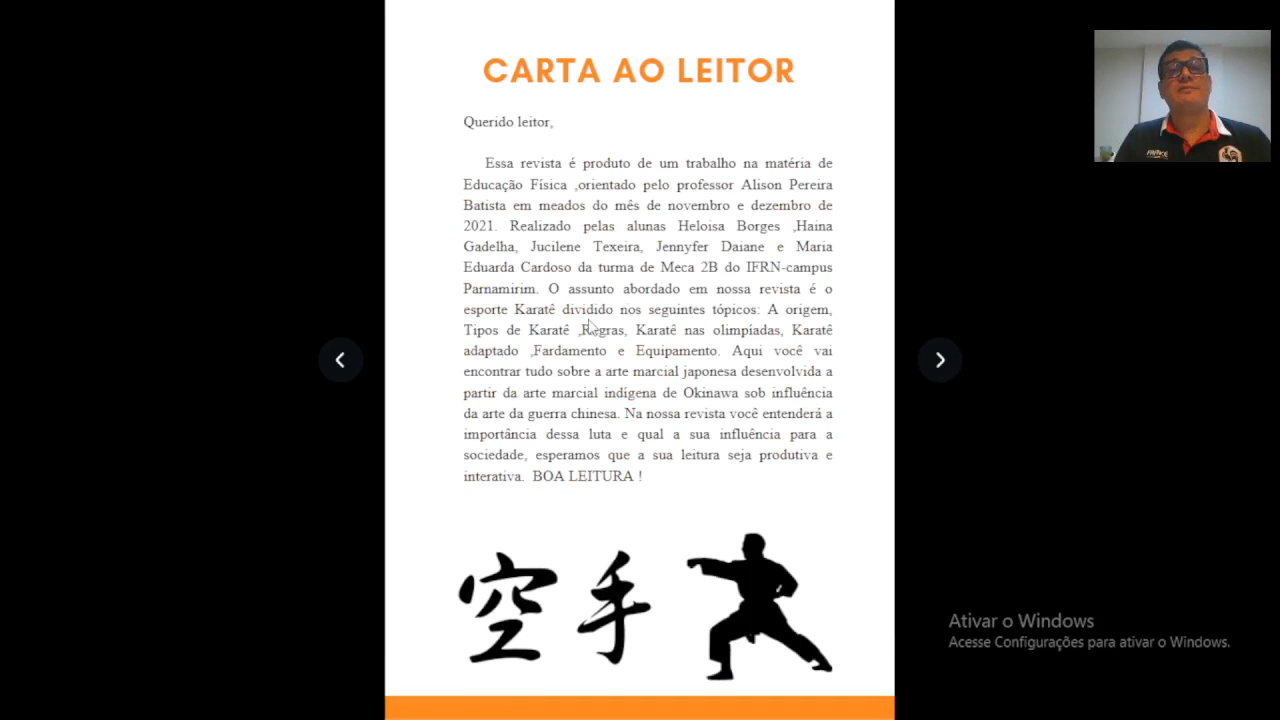 CARTA AO LEITOR
Querido leitor,
Essa revista é produto de um trabalho na matéria de
Educação Física ,orientado pelo professor Alison Pereira
Batista em meados do mês de novembro e dezembro de
2021. Realizado pelas alunas Heloisa Borges ,Haina
Gadelha, Jucilene Texeira, Jennyfer Daiane e Maria
Eduarda Cardoso da turma de Meca 2B do IFRN-campus
Parnamirim. O assunto abordado em nossa revista é o
esporte Karatê dividido nos seguintes tópicos: A origem,
Tipos de Karatê ,Regras, Karatê nas olimpíadas, Karatê
adaptado ,Fardamento e Equipamento. Aqui você vai
encontrar tudo sobre a arte marcial japonesa desenvolvida a
partir da arte marcial indígena de Okinawa sob influência
da arte da guerra chinesa. Na nossa revista você entenderá a
importância dessa luta e qual a sua influência para a
sociedade, esperamos que a sua leitura seja produtiva e
interativa. BOA LEITURA !
空手
Ativar o Windows
Acesse Configurações para ativar o Windows.